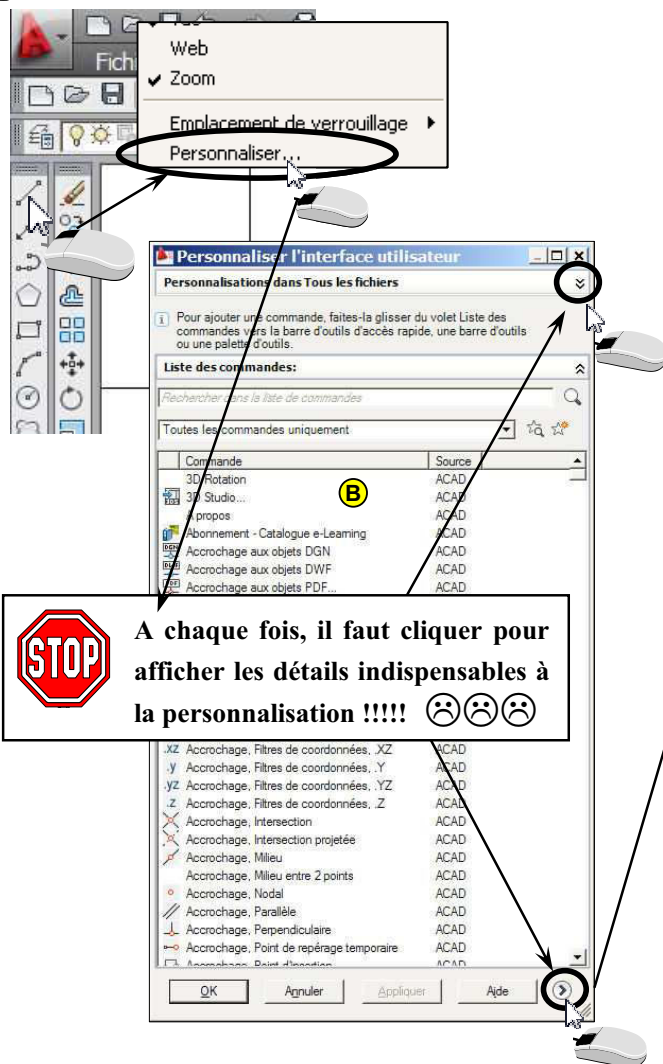 Fich
Web
Zoom
Emplacement de verrouillage
Personnaliser...
Personnaliser l'interface utilisateur
Personnalisations dans Tous les fichiers
Pour ajouter une commande, faites-la glisser du volet Liste des
commandes vers la barre d'outils d'accès rapide, une barre d'outils
ou une palette d'outils.
Liste des commandes:
Rechercher dans la liste de commandes
Toutes les commandes uniquement
Commande Source
3D Rotation ACAD
3D Studio... ACAD
A propos ACAD
Abonnement - Catalogue e-Learning ACAD
Accrochage aux objets DGN ACAD
Accrochage aux objets DWF ACAD
Accrochage aux objets PDF... ACAD
B
STOP
A chaque fois, il faut cliquer pour
afficher les détails indispensables à
la personnalisation !!!!! ☹☹☹
.XZ Accrochage, Filtres de coordonnées, .XZ ACAD
.y Accrochage, Filtres de coordonnées, .Y ACAD
.yz Accrochage, Filtres de coordonnées, .YZ ACAD
.z Accrochage, Filtres de coordonnées, .Z ACAD
Accrochage, Intersection ACAD
Accrochage, Intersection projetée ACAD
Accrochage, Milieu ACAD
Accrochage, Milieu entre 2 points ACAD
Accrochage, Nodal ACAD
Accrochage, Parallèle ACAD
Accrochage, Perpendiculaire ACAD
Accrochage, Point de repérage temporaire ACAD
Accrochage, Point d'insertion ACAD
OK Annuler Appliquer Aide